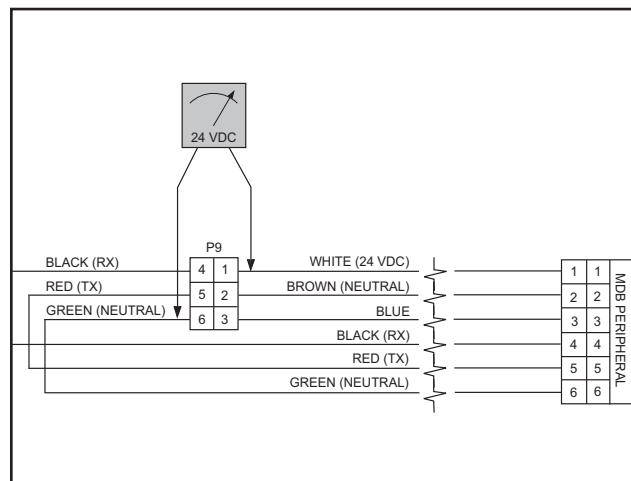 24 VDC
P9
BLACK (RX) 4 1 WHITE (24 VDC) 1 1
RED (TX) 5 2 BROWN (NEUTRAL) 2 2
GREEN (NEUTRAL) 6 3 BLUE 3 3
BLACK (RX) 4 4
RED (TX) 5 5
GREEN (NEUTRAL) 6 6
MDB PERIPHERAL